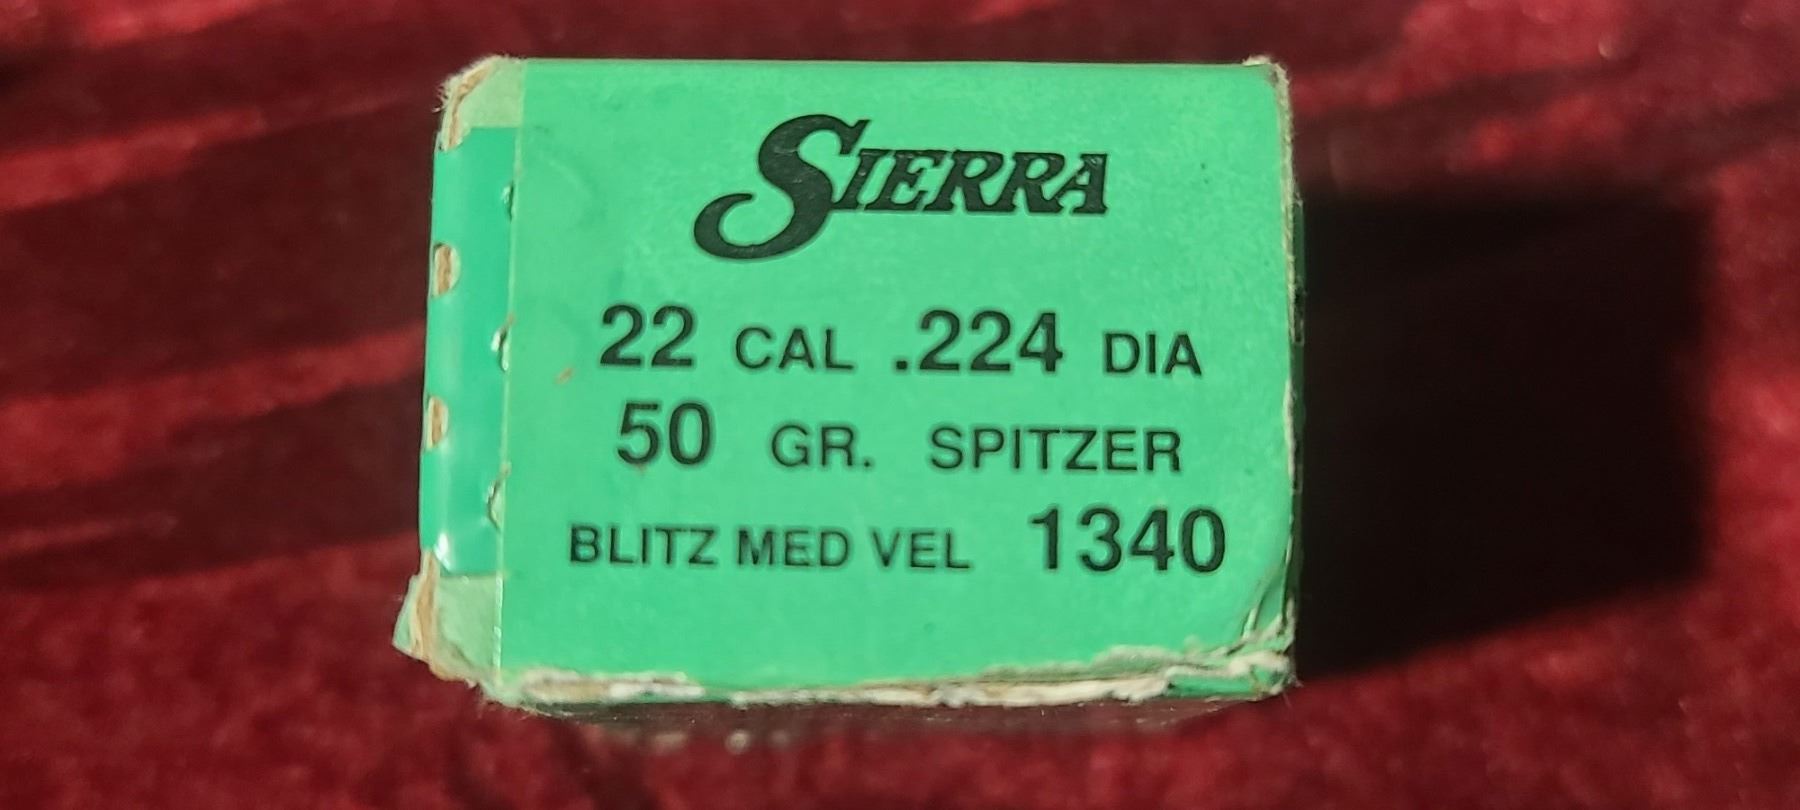 SIERRA
22 CAL .224 DIA
50 GR. SPITZER
BLITZ MED VEL 1340